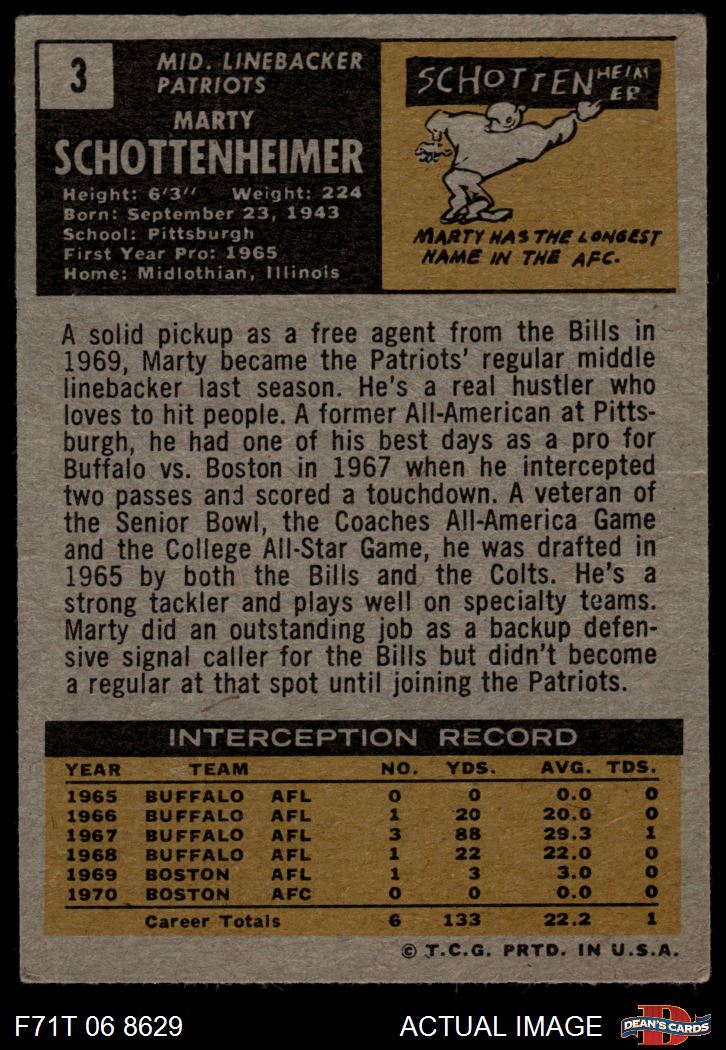 3
MID. LINEBACKER
PATRIOTS
MARTY
SCHOTTENHEIMER
Height: 6'3" Weight: 224
Born: September 23, 1943
School: Pittsburgh
First Year Pro: 1965
Home: Midlothian, Illinois
SCHOTTENHEIM
ER
MARTY HAS THE LONGEST
NAME IN THE AFC.
A solid pickup as a free agent from the Bills in
1969, Marty became the Patriots' regular middle
linebacker last season. He's a real hustler who
loves to hit people. A former All-American at Pitts-
burgh, he had one of his best days as a pro for
Buffalo vs. Boston in 1967 when he intercepted
two passes and scored a touchdown. A veteran of
the Senior Bowl, the Coaches All-America Game
and the College All-Star Game, he was drafted in
1965 by both the Bills and the Colts. He's a
strong tackler and plays well on specialty teams.
Marty did an outstanding job as a backup defen-
sive signal caller for the Bills but didn't become
a regular at that spot until joining the Patriots.
INTERCEPTION RECORD
YEAR TEAM NO. YDS. AVG. TDS.
1965 BUFFALO AFL 0 0 0.0 0
1966 BUFFALO AFL 1 20 20.0 0
1967 BUFFALO AFL 3 88 29.3 1
1968 BUFFALO AFL 1 22 22.0 0
1969 BOSTON AFL 1 3 3.0 0
1970 BOSTON AFC 0 0 0.0 0
Career Totals 6 133 22.2 1
© T.C.G. PRTD. IN U.S.A.
F71T 06 8629 ACTUAL IMAGE
D
DEAN'S CARDS